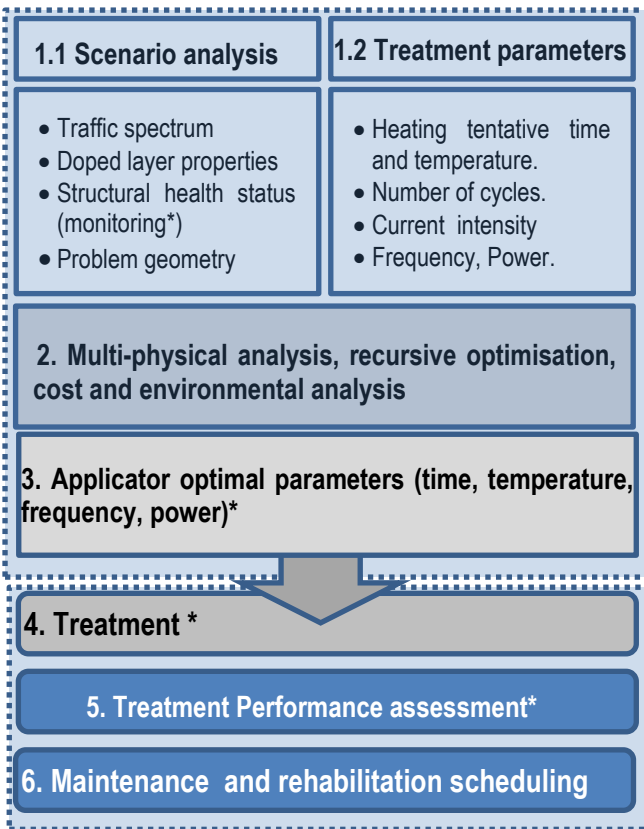 1.1 Scenario analysis
• Traffic spectrum
• Doped layer properties
• Structural health status
(monitoring*)
• Problem geometry
1.2 Treatment parameters
• Heating tentative time
and temperature.
• Number of cycles.
• Current intensity
• Frequency, Power.
2. Multi-physical analysis, recursive optimisation,
cost and environmental analysis
3. Applicator optimal parameters (time, temperature,
frequency, power)*
4. Treatment *
5. Treatment Performance assessment*
6. Maintenance and rehabilitation scheduling